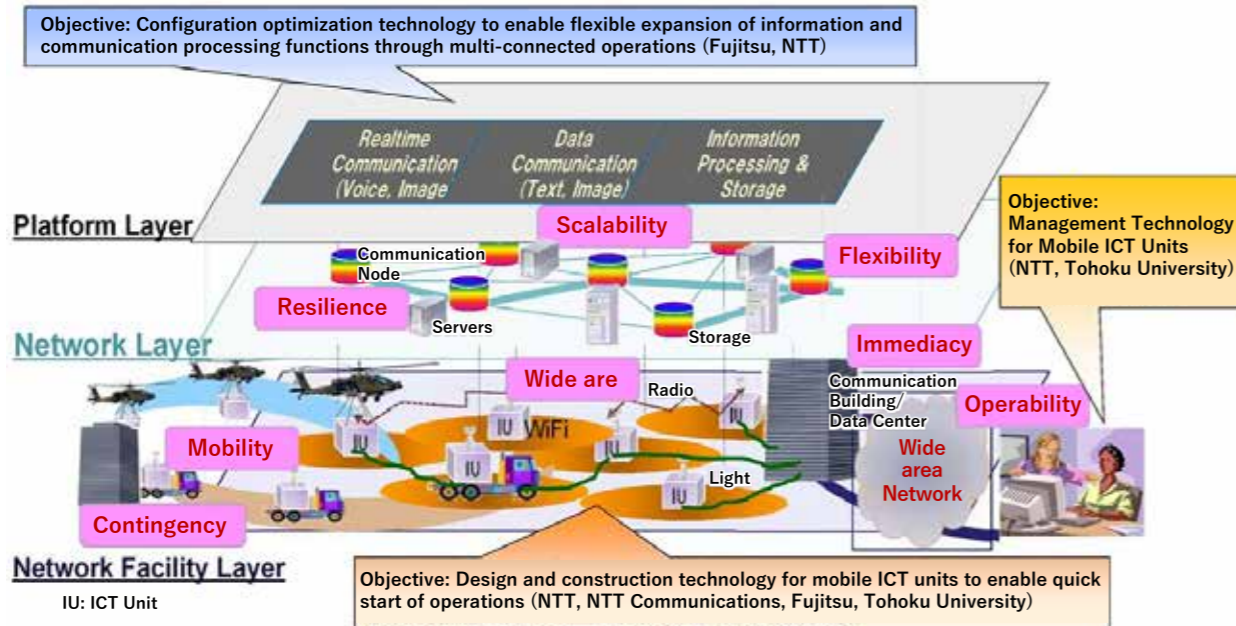 Objective: Configuration optimization technology to enable flexible expansion of information and
communication processing functions through multi-connected operations (Fujitsu, NTT)
Realtime
Communication
(Voice, Image)
Data
Communication
(Text, Image)
Information
Processing &
Storage
Platform Layer
Objective:
Management Technology
for Mobile ICT Units
(NTT, Tohoku University)
Scalability
Communication
Node
Flexibility
Resilience
Servers
Storage
Network Layer
Immediacy
Wide are
Radio
Communication
Building/
Data Center
Operability
IU
IU
IU
WiFi
IU
IU
IU
Mobility
Light
Wide
area
Network
Contingency
Network Facility Layer
IU: ICT Unit
Objective: Design and construction technology for mobile ICT units to enable quick
start of operations (NTT, NTT Communications, Fujitsu, Tohoku University)